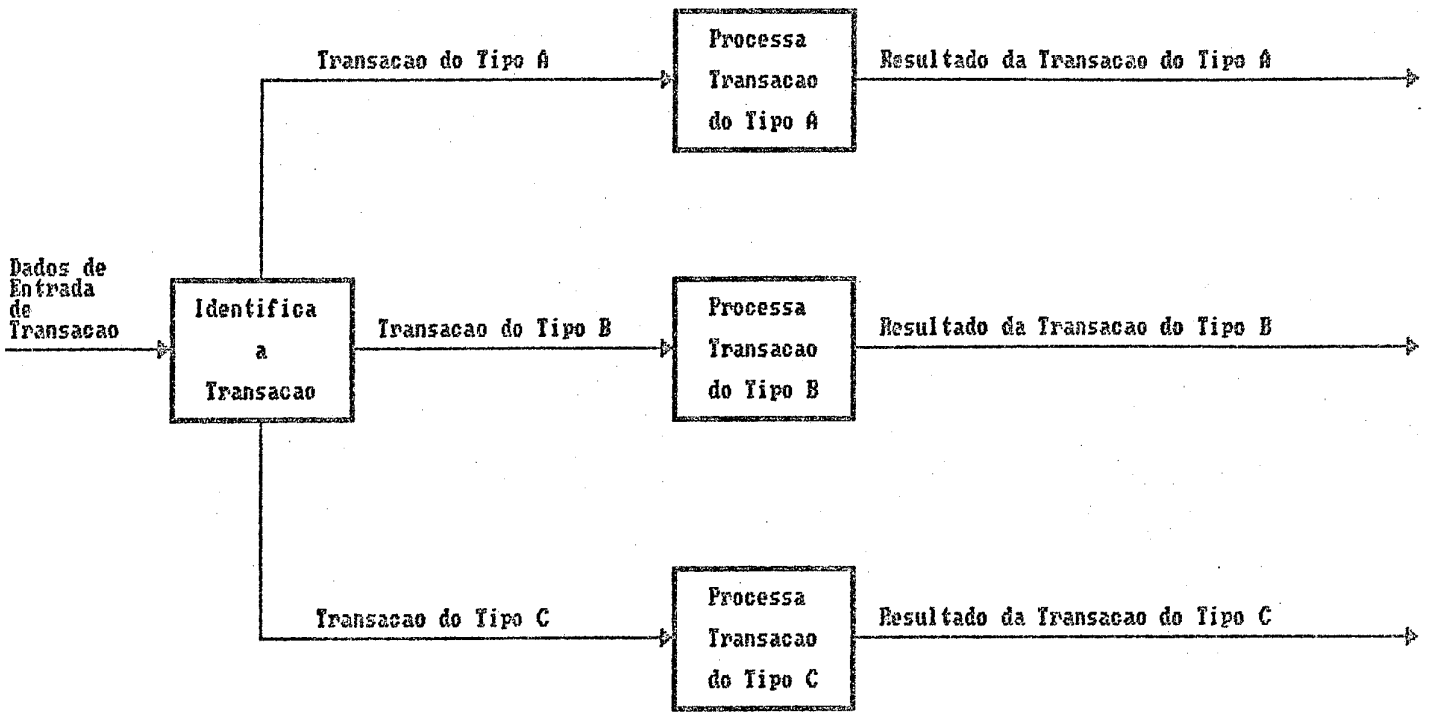 Transacao do Tipo A
Processa
Transacao
do Tipo A
Resultado da Transacao do Tipo A
Dados de
Entrada
de
Transacao
Identifica
a
Transacao
Transacao do Tipo B
Processa
Transacao
do Tipo B
Resultado da Transacao do Tipo B
Transacao do Tipo C
Processa
Transacao
do Tipo C
Resultado da Transacao do Tipo C